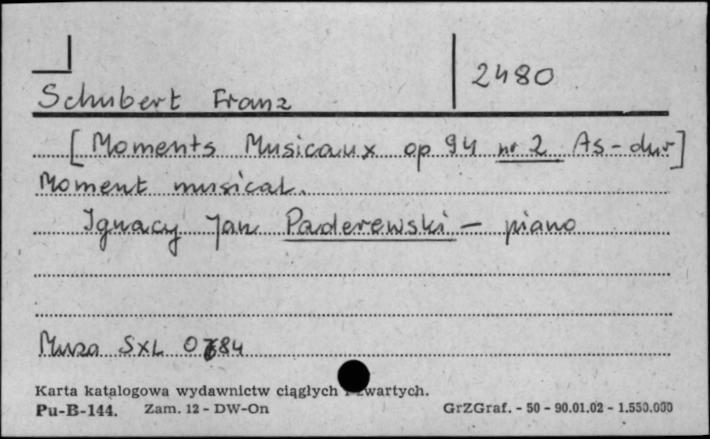 2480
Schubert Franz
[Moments Musicaux op 94 nr 2 As-dur]
Moment musical.
Ignacy Jan Paderewski - piano
Muza SXL 0784
Karta katalogowa wydawnictw ciągłych i zwartych.
Pu-B-144. Zam. 12 - DW-On GrZGraf. - 50 - 90.01.02 - 1.550.000